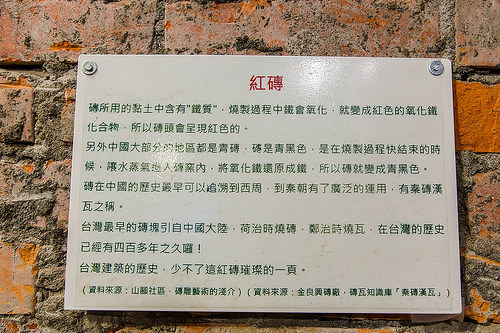 紅磚
磚所用的黏土中含有"鐵質"，燒製過程中鐵會氧化，就變成紅色的氧化鐵
化合物，所以磚頭會呈現紅色的。
另外中國大部分的地區都是青磚，磚是青黑色，是在燒製過程快結束的時
候，讓水蒸氣進入磚窯內，將氧化鐵還原成鐵，所以磚就變成青黑色。
磚在中國的歷史最早可以追溯到西周，到秦朝有了廣泛的運用，有秦磚漢
瓦之稱。
台灣最早的磚塊引自中國大陸，荷治時燒磚，鄭治時燒瓦，在台灣的歷史
已經有四百多年之久囉！
台灣建築的歷史，少不了這紅磚璀璨的一頁。
(資料來源：山腳社區，磚雕藝術的淺介)(資料來源：金良興磚廠，磚瓦知識庫「秦磚漢瓦」)